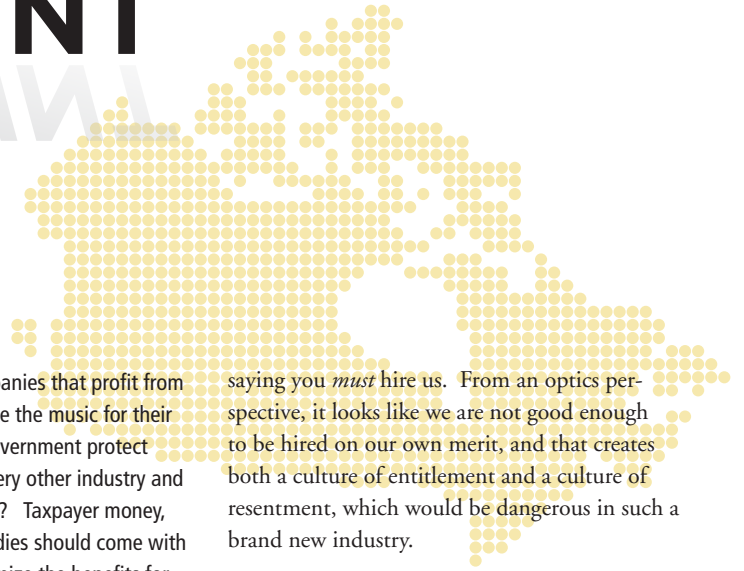 NT
anies that profit from
e the music for their
vernment protect
ery other industry and
? Taxpayer money,
dies should come with
saying you must hire us. From an optics per-
spective, it looks like we are not good enough
to be hired on our own merit, and that creates
both a culture of entitlement and a culture of
resentment, which would be dangerous in such a
brand new industry.